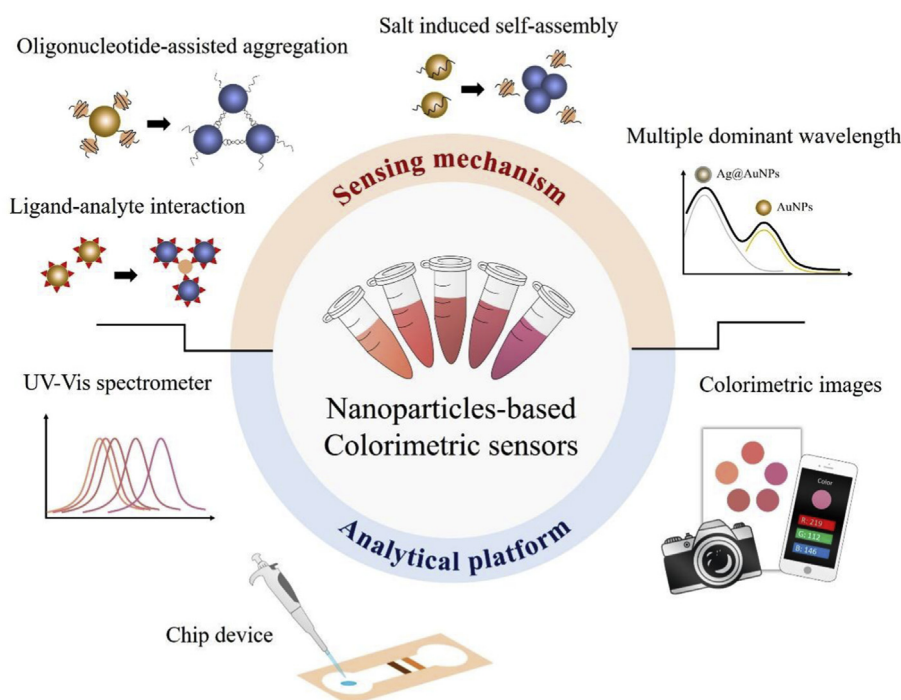 Salt induced self-assembly
Oligonucleotide-assisted aggregation
Multiple dominant wavelength
Ag@AuNPs
AuNPs
Sensing mechanism
Ligand-analyte interaction
UV-Vis spectrometer
Colorimetric images
Nanoparticles-based
Colorimetric sensors
Color
R: 219
G: 112
B: 146
Analytical platform
Chip device